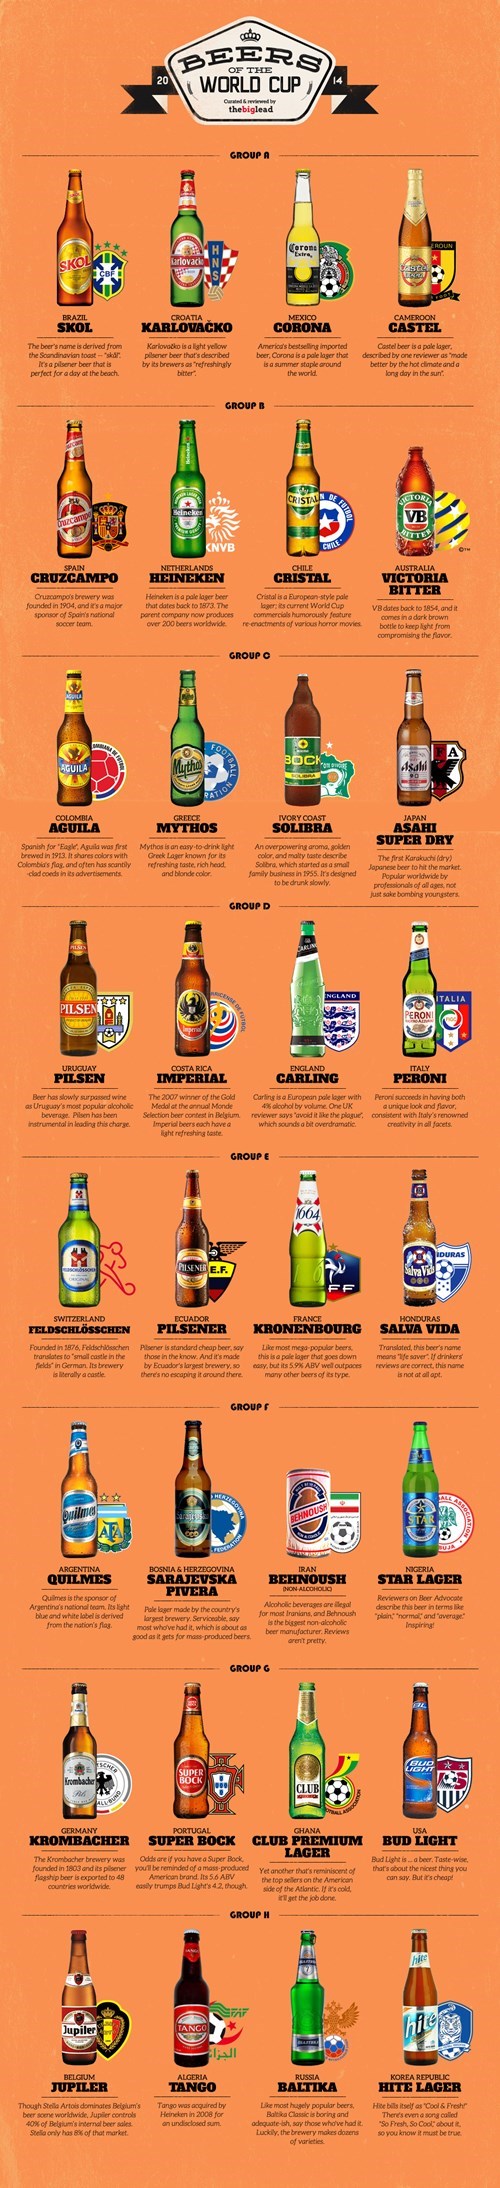 BEERS
OF THE
20 WORLD CUP 14
Curated & reviewed by
thebiglead
GROUP A
BRAZIL
SKOL
The beer's name is derived from
the Scandinavian toast — "skål".
It's a pilsener beer that is
perfect for a day at the beach.
CROATIA
KARLOVAČKO
Karlovačko is a light yellow
pilsener beer that's described
by its brewers as "refreshingly
bitter".
MEXICO
CORONA
America's bestselling imported
beer, Corona is a pale lager that
is a summer staple around
the world.
CAMEROON
CASTEL
Castel beer is a pale lager,
described by one reviewer as "made
better by the hot climate and a
long day in the sun".
GROUP B
SPAIN
CRUZCAMPO
Cruzcampo's brewery was
founded in 1904, and it's a major
sponsor of Spain's national
soccer team.
NETHERLANDS
HEINEKEN
Heineken is a pale lager beer
that dates back to 1873. The
parent company now produces
over 200 beers worldwide.
CHILE
CRISTAL
Cristal is a European-style pale
lager; its current World Cup
commercials humorously feature
re-enactments of various horror movies.
AUSTRALIA
VICTORIA
BITTER
VB dates back to 1854, and it
comes in a dark brown
bottle to keep light from
compromising the flavor.
GROUP C
COLOMBIA
AGUILA
Spanish for "Eagle", Aguila was first
brewed in 1913. It shares colors with
Colombia's flag, and often has scantily
-clad coeds in its advertisements.
GREECE
MYTHOS
Mythos is an easy-to-drink light
Greek Lager known for its
refreshing taste, rich head,
and blonde color.
IVORY COAST
SOLIBRA
An overpowering aroma, golden
color, and malty taste describe
Solibra, which started as a small
family business in 1955. It's designed
to be drunk slowly.
JAPAN
ASAHI
SUPER DRY
The first Karakuchi (dry)
Japanese beer to hit the market.
Popular worldwide by
professionals of all ages, not
just sake bombing youngsters.
GROUP D
URUGUAY
PILSEN
Beer has slowly surpassed wine
as Uruguay's most popular alcoholic
beverage. Pilsen has been
instrumental in leading this charge.
COSTA RICA
IMPERIAL
The 2007 winner of the Gold
Medal at the annual Monde
Selection beer contest in Belgium.
Imperial beers each have a
light refreshing taste.
ENGLAND
CARLING
Carling is a European pale lager with
4% alcohol by volume. One UK
reviewer says "avoid it like the plague",
which sounds a bit overdramatic.
ITALY
PERONI
Peroni succeeds in having both
a unique look and flavor,
consistent with Italy's renowned
creativity in all facets.
GROUP E
SWITZERLAND
FELDSCHLÖSSCHEN
Founded in 1876, Feldschlösschen
translates to "small castle in the
fields" in German. Its brewery
is literally a castle.
ECUADOR
PILSENER
Pilsener is standard cheap beer, say
those in the know. And it's made
by Ecuador's largest brewery, so
there's no escaping it around there.
FRANCE
KRONENBOURG
Like most mega-popular beers,
this is a pale lager that goes down
easy, but its 5.9% ABV well outpaces
many other beers of its type.
HONDURAS
SALVA VIDA
Translated, this beer's name
means "life saver". If drinkers'
reviews are correct, this name
is not at all apt.
GROUP F
ARGENTINA
QUILMES
Quilmes is the sponsor of
Argentina's national team. Its light
blue and white label is derived
from the nation's flag.
BOSNIA & HERZEGOVINA
SARAJEVSKA
PIVERA
Pale lager made by the country's
largest brewery. Serviceable, say
most who've had it, which is about as
good as it gets for mass-produced beers.
IRAN
BEHNOUSH
(NON-ALCOHOLIC)
Alcoholic beverages are illegal
for most Iranians, and Behnoush
is the biggest non-alcoholic
beer manufacturer. Reviews
aren't pretty.
NIGERIA
STAR LAGER
Reviewers on Beer Advocate
describe this beer in terms like
"plain," "normal," and "average."
Inspiring!
GROUP G
GERMANY
KROMBACHER
The Krombacher brewery was
founded in 1803 and its pilsener
flagship beer is exported to 48
countries worldwide.
PORTUGAL
SUPER BOCK
Odds are if you have a Super Bock,
you'll be reminded of a mass-produced
American brand. Its 5.6 ABV
easily trumps Bud Light's 4.2, though.
GHANA
CLUB PREMIUM
LAGER
Yet another that's reminiscent of
the top sellers on the American
side of the Atlantic. If it's cold,
it'll get the job done.
USA
BUD LIGHT
Bud Light is ... a beer. Taste-wise,
that's about the nicest thing you
can say. But it's cheap!
GROUP H
BELGIUM
JUPILER
Though Stella Artois dominates Belgium's
beer scene worldwide, Jupiler controls
40% of Belgium's internal beer sales.
Stella only has 8% of that market.
ALGERIA
TANGO
Tango was acquired by
Heineken in 2008 for
an undisclosed sum.
RUSSIA
BALTIKA
Like most hugely popular beers,
Baltika Classic is boring and
adequate-ish, say those who've had it.
Luckily, the brewery makes dozens
of varieties.
KOREA REPUBLIC
HITE LAGER
Hite bills itself as "Cool & Fresh!"
There's even a song called
"So Fresh, So Cool," about it,
so you know it must be true.